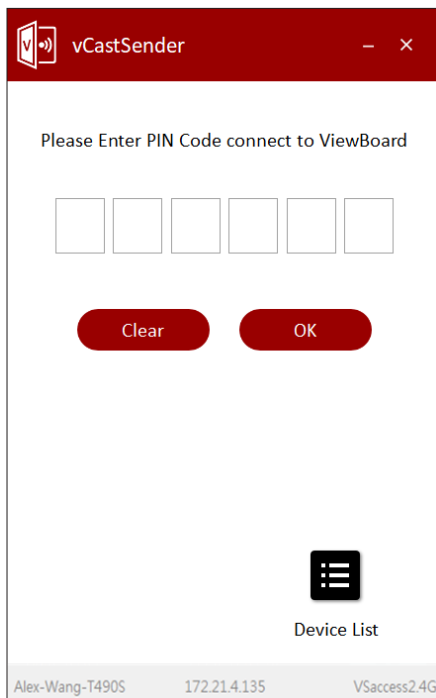 vCastSender
Please Enter PIN Code connect to ViewBoard
Clear OK
Device List
Alex-Wang-T490S 172.21.4.135 VSaccess2.4G